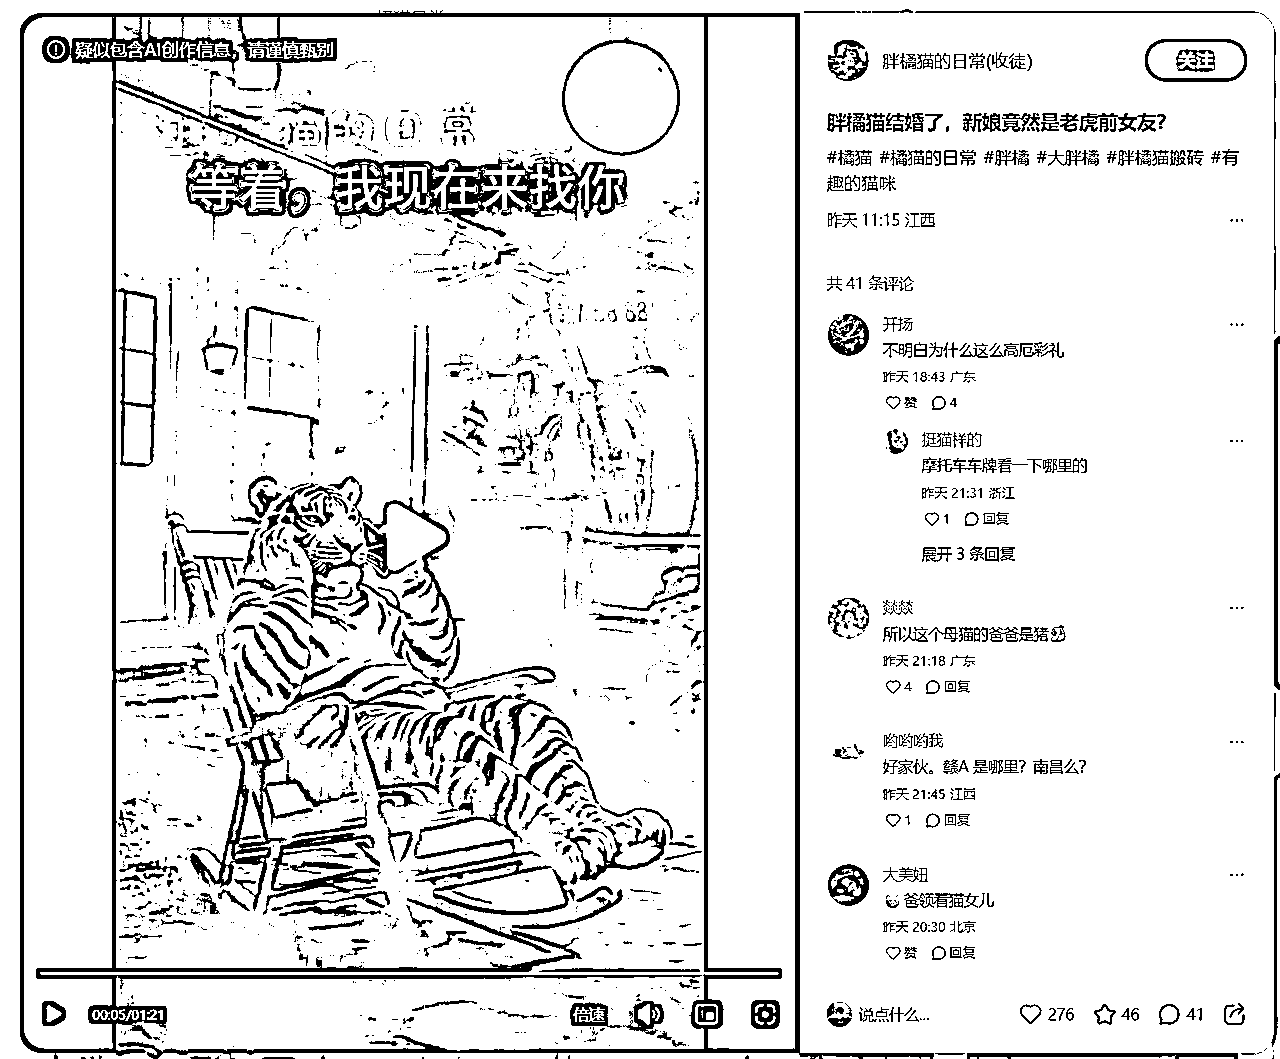 疑似包含AI创作信息，请谨慎甄别
猫的日常
等着，我现在来找你
00:05/01:21
倍速
胖橘猫的日常(收徒)
关注
胖橘猫结婚了，新娘竟然是老虎前女友？
#橘猫 #橘猫的日常 #胖橘 #大胖橘 #胖橘猫搬砖 #有
趣的猫咪
昨天 11:15 江西
共 41 条评论
开扬
不明白为什么这么高厄彩礼
昨天 18:43 广东
赞 4
挺猫样的
摩托车车牌看一下哪里的
昨天 21:31 浙江
1 回复
展开 3 条回复
燚燚
所以这个母猫的爸爸是猪
昨天 21:18 广东
4 回复
哟哟哟我
好家伙。赣A 是哪里？南昌么？
昨天 21:45 江西
1 回复
大美妞
爸领着猫女儿
昨天 20:30 北京
赞 回复
说点什么...
276 46 41